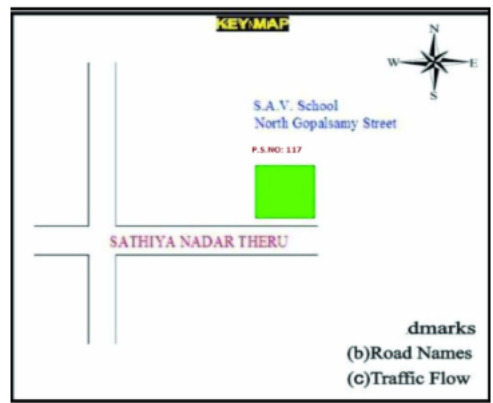 KEY MAP
N
W E
S
S.A.V. School
North Gopalsamy Street
P.S.NO: 117
SATHIYA NADAR THERU
dmarks
(b)Road Names
(c)Traffic Flow